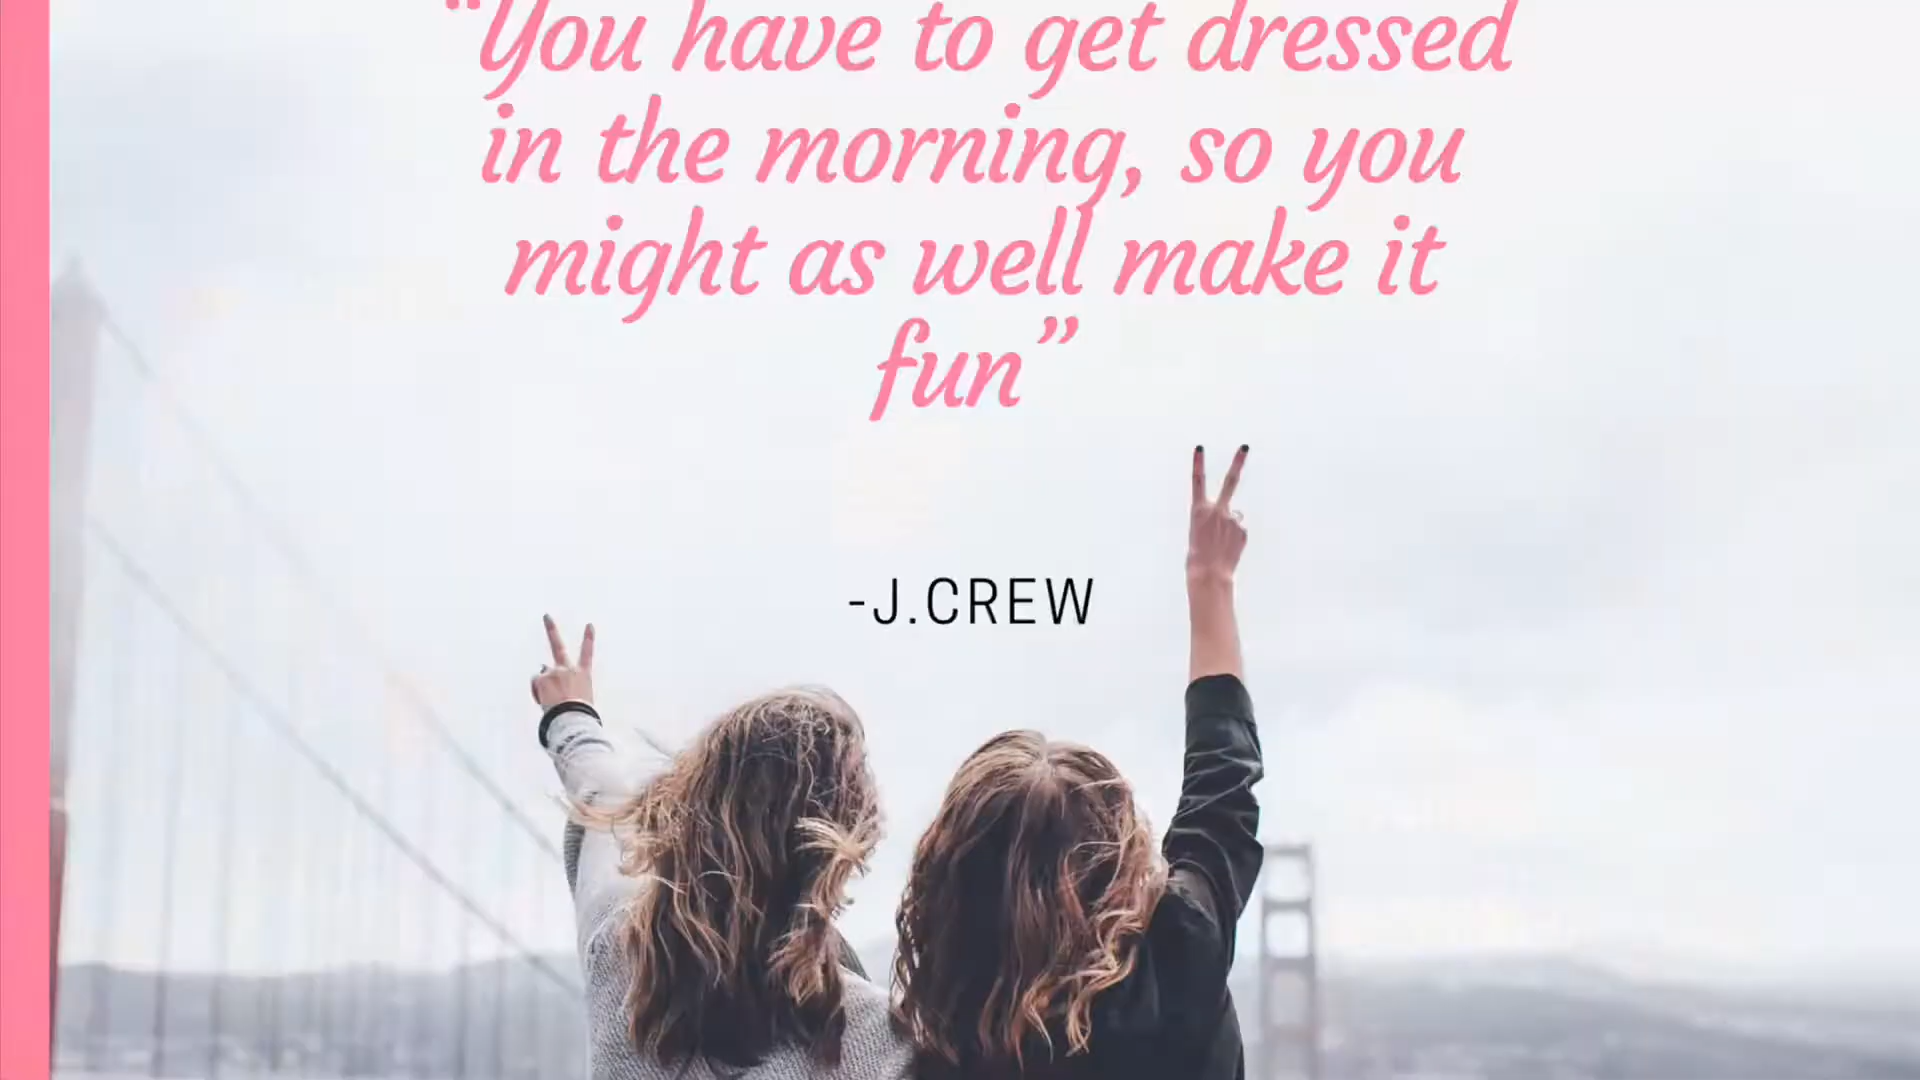 “You have to get dressed
in the morning, so you
might as well make it
fun”
-J.CREW